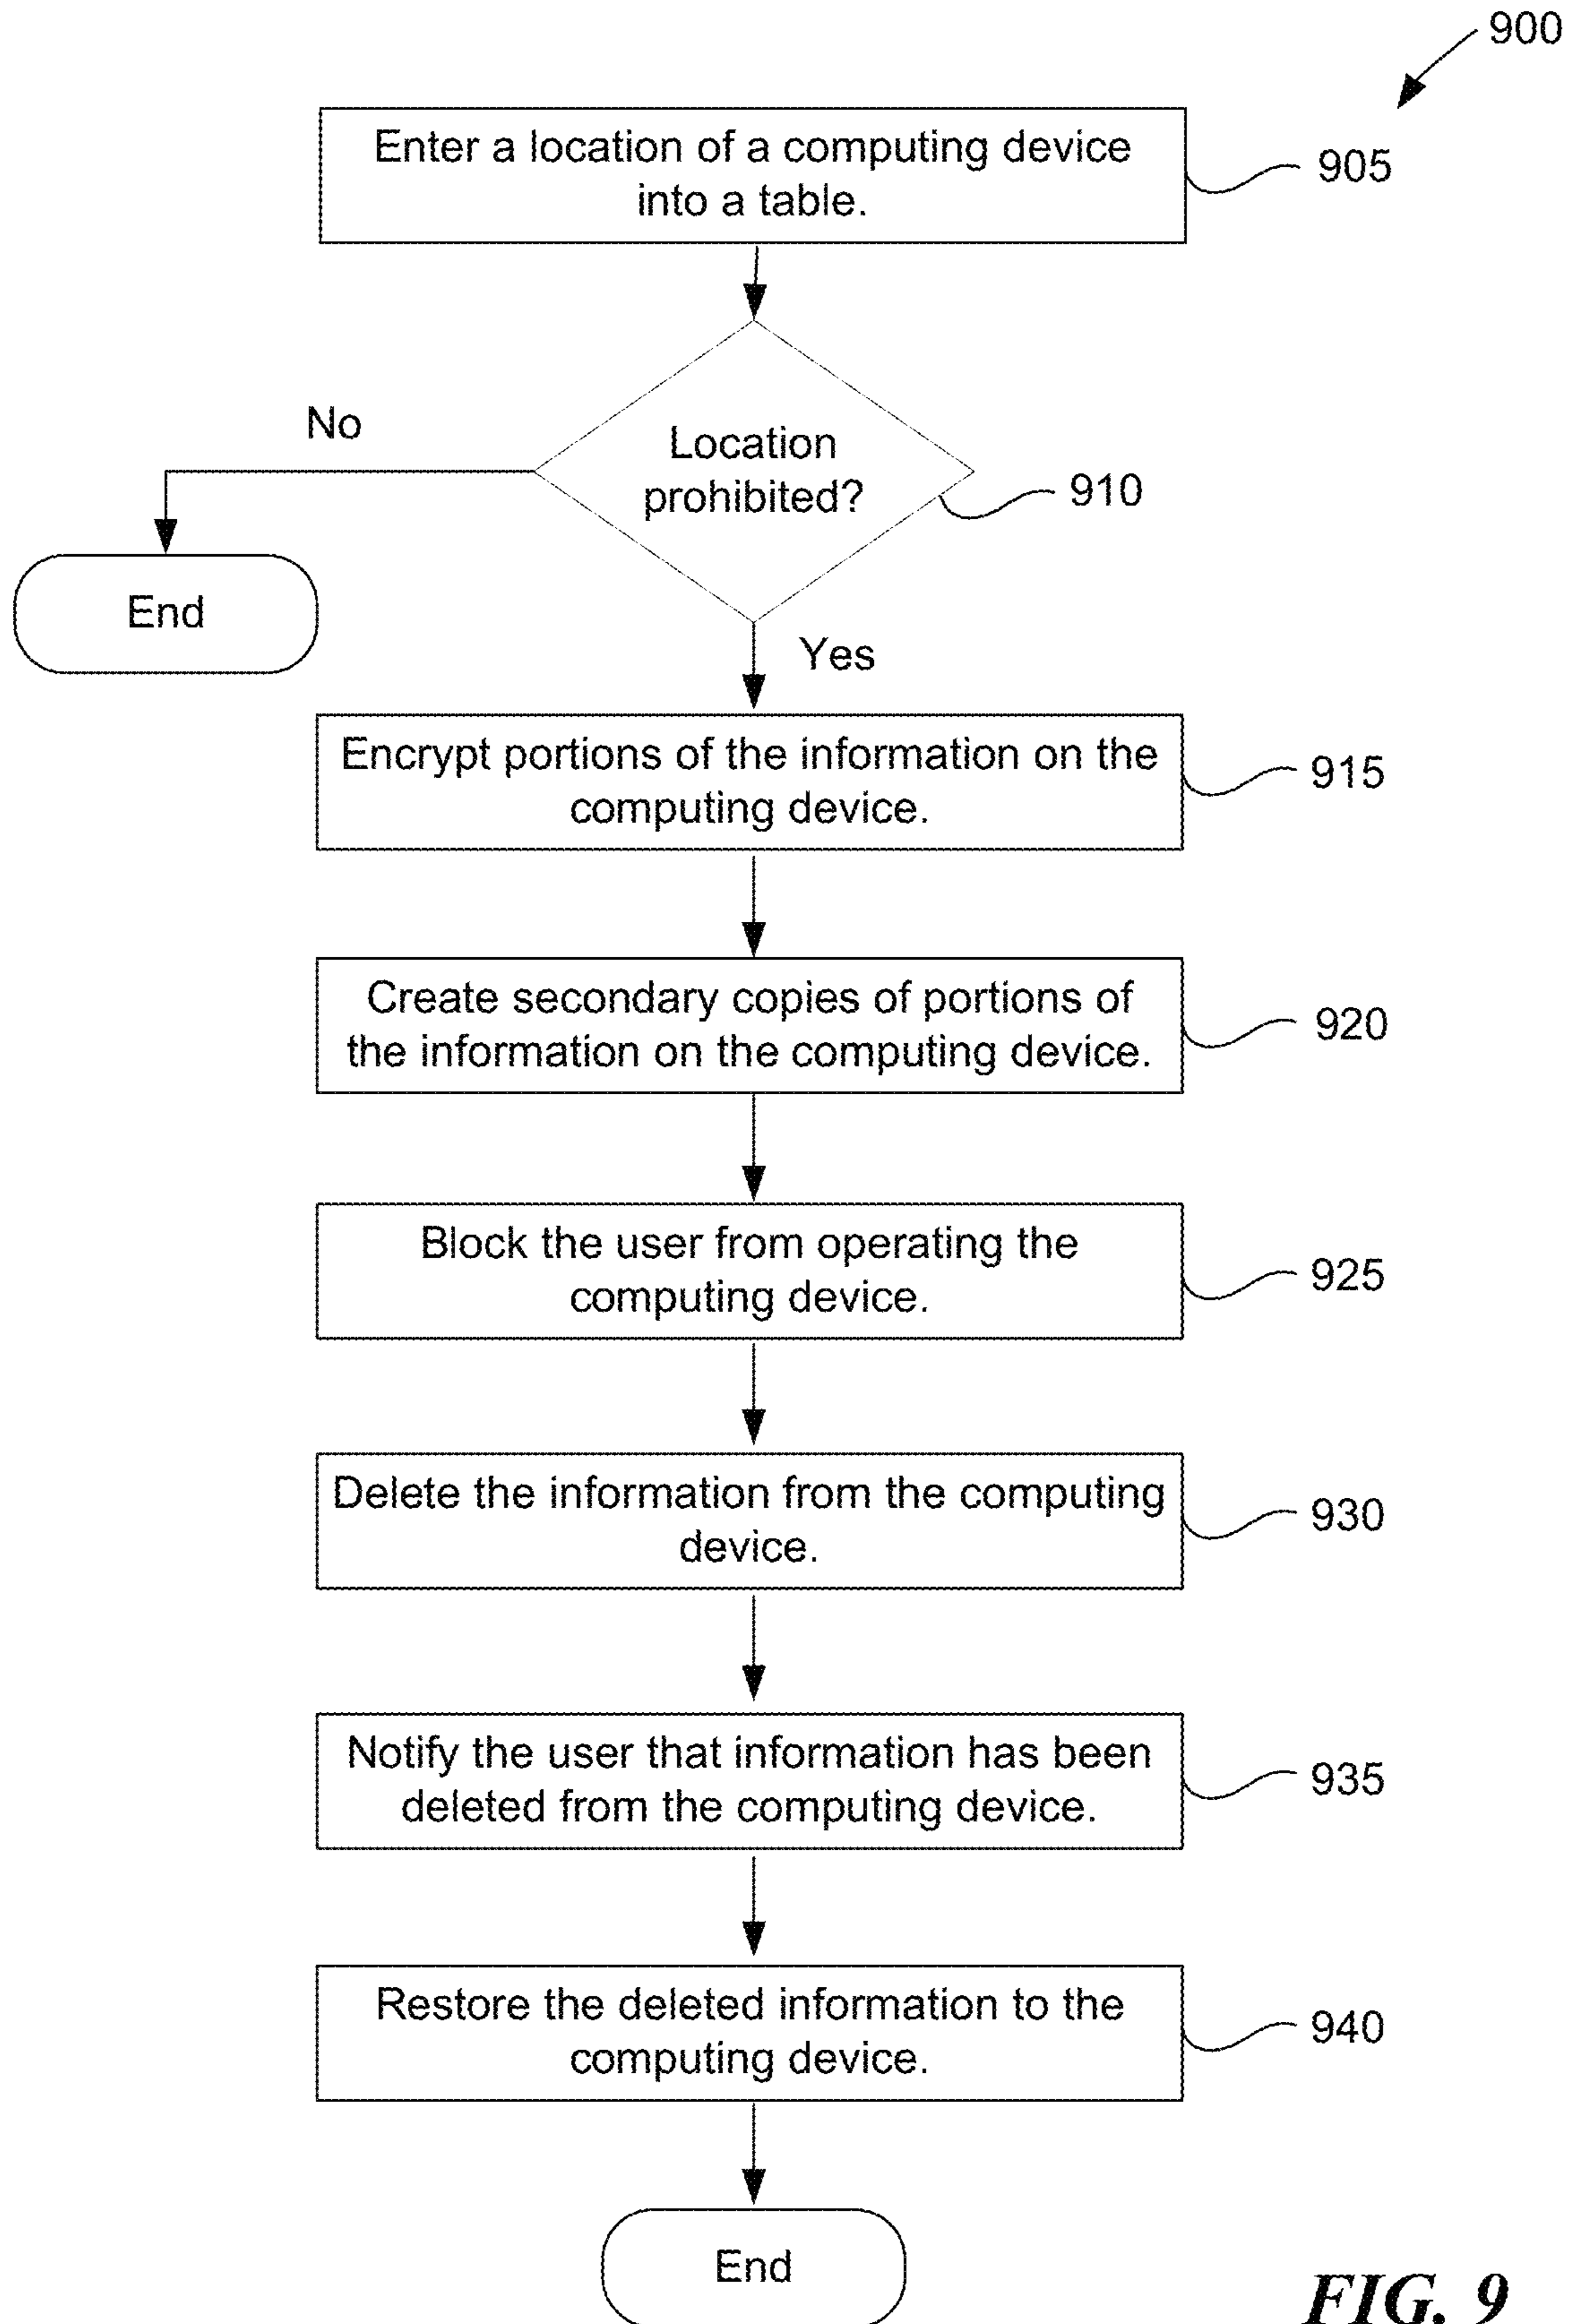 900
Enter a location of a computing device
into a table.
905
No
Location
prohibited?
910
End
Yes
Encrypt portions of the information on the
computing device.
915
Create secondary copies of portions of
the information on the computing device.
920
Block the user from operating the
computing device.
925
Delete the information from the computing
device.
930
Notify the user that information has been
deleted from the computing device.
935
Restore the deleted information to the
computing device.
940
End
FIG. 9